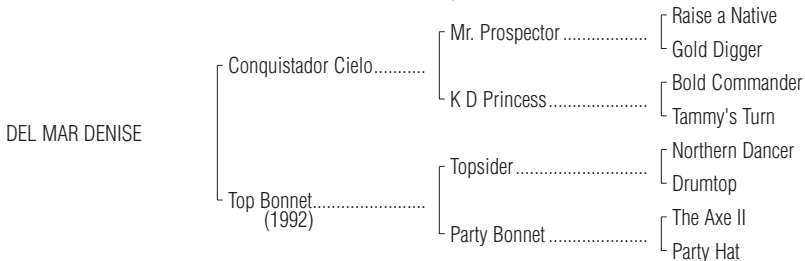 DEL MAR DENISE
Conquistador Cielo...........
Top Bonnet.......................
(1992)
Mr. Prospector .................
K D Princess....................
Topsider..........................
Party Bonnet ....................
Raise a Native
Gold Digger
Bold Commander
Tammy's Turn
Northern Dancer
Drumtop
The Axe II
Party Hat